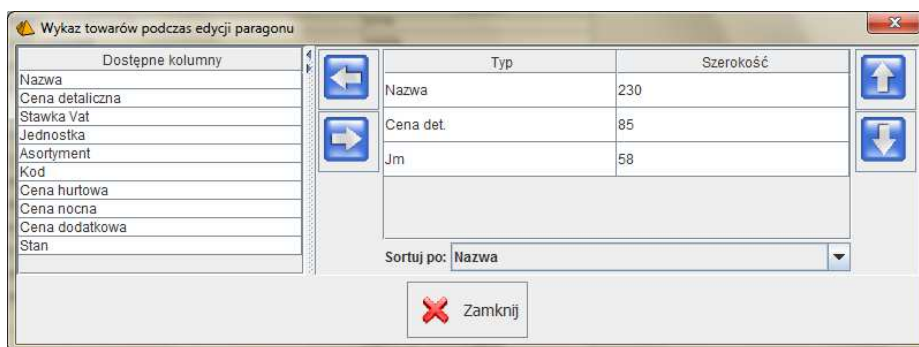 Wykaz towarów podczas edycji paragonu
Dostępne kolumny
Nazwa
Cena detaliczna
Stawka Vat
Jednostka
Asortyment
Kod
Cena hurtowa
Cena nocna
Cena dodatkowa
Stan
Typ Szerokość
Nazwa 230
Cena det. 85
Jm 58
Sortuj po: Nazwa
Zamknij